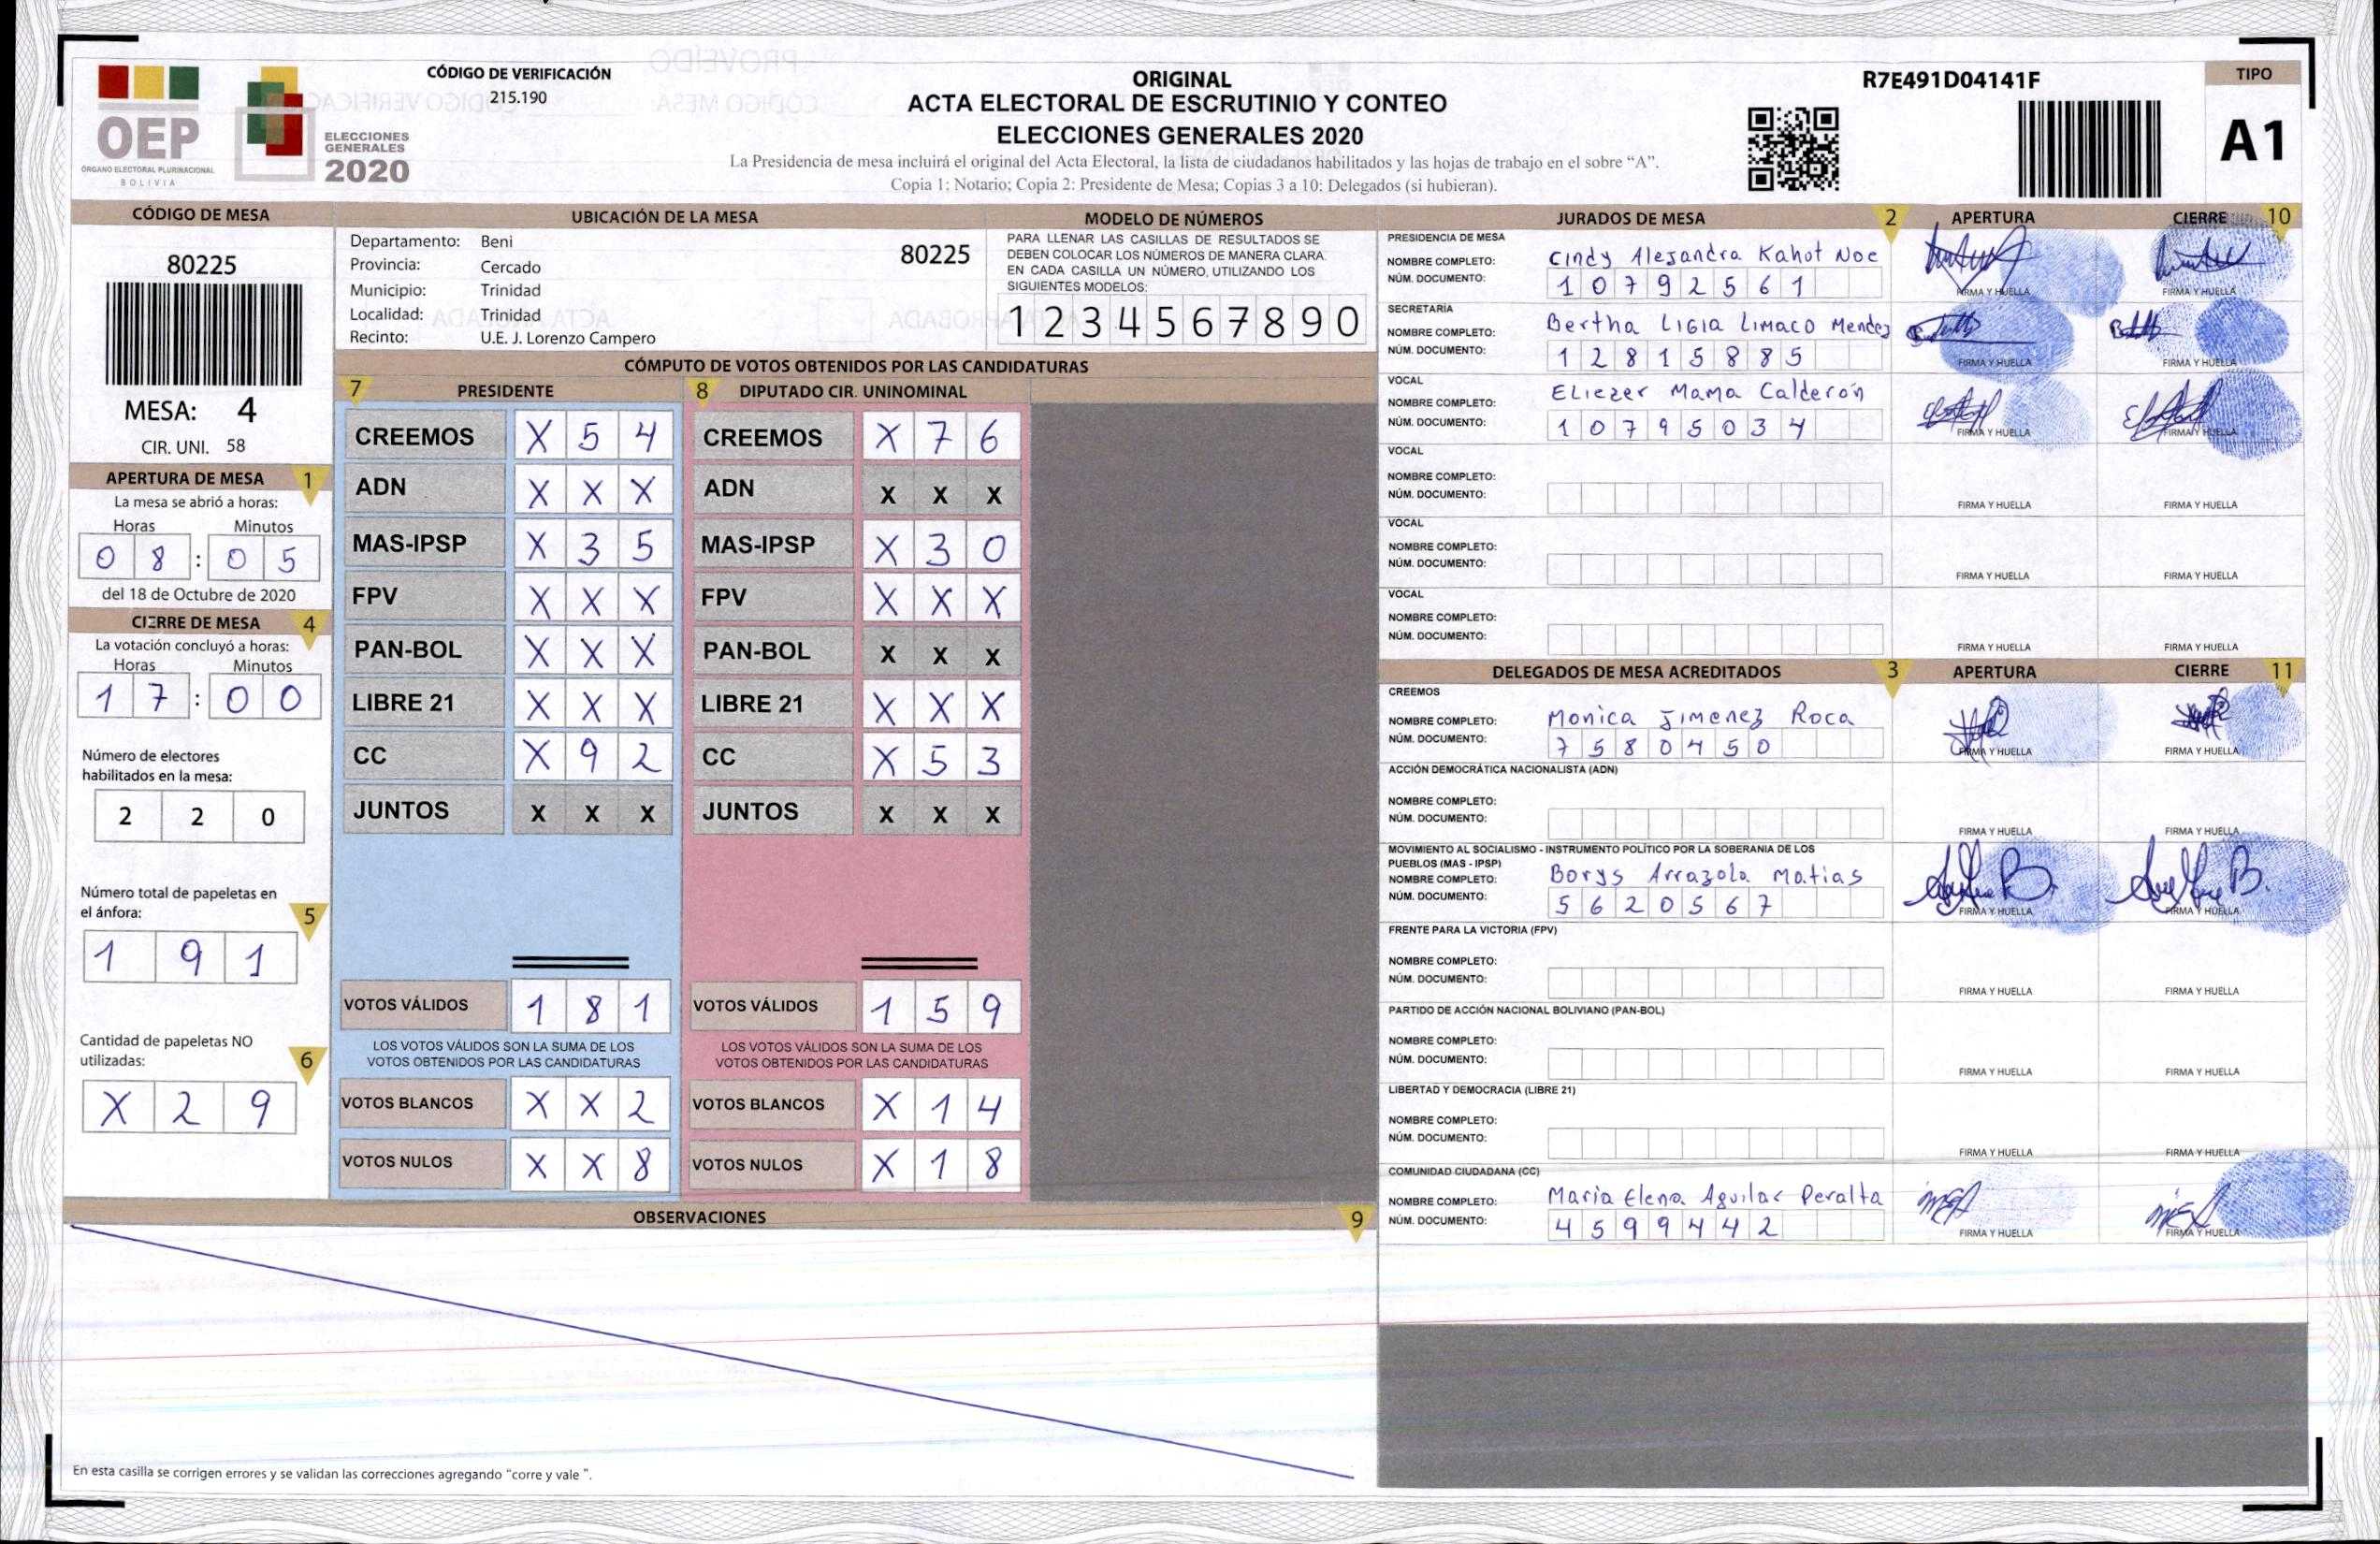 OEP
ÓRGANO ELECTORAL PLURINACIONAL
BOLIVIA
ELECCIONES
GENERALES
2020
CÓDIGO DE VERIFICACIÓN
215.190
ORIGINAL
ACTA ELECTORAL DE ESCRUTINIO Y CONTEO
ELECCIONES GENERALES 2020
La Presidencia de mesa incluirá el original del Acta Electoral, la lista de ciudadanos habilitados y las hojas de trabajo en el sobre “A”.
Copia 1: Notario; Copia 2: Presidente de Mesa; Copias 3 a 10: Delegados (si hubieran).
R7E491D04141F
TIPO
A1
CÓDIGO DE MESA
80225
MESA: 4
CIR. UNI. 58
APERTURA DE MESA 1
La mesa se abrió a horas:
Horas Minutos
0 8 : 0 5
del 18 de Octubre de 2020
CIERRE DE MESA 4
La votación concluyó a horas:
Horas Minutos
1 7 : 0 0
Número de electores
habilitados en la mesa:
2 2 0
Número total de papeletas en
el ánfora: 5
1 9 1
Cantidad de papeletas NO
utilizadas: 6
X 2 9
UBICACIÓN DE LA MESA
Departamento: Beni
Provincia: Cercado
Municipio: Trinidad
Localidad: Trinidad
Recinto: U.E. J. Lorenzo Campero
80225
MODELO DE NÚMEROS
PARA LLENAR LAS CASILLAS DE RESULTADOS SE
DEBEN COLOCAR LOS NÚMEROS DE MANERA CLARA.
EN CADA CASILLA UN NÚMERO, UTILIZANDO LOS
SIGUIENTES MODELOS:
1 2 3 4 5 6 7 8 9 0
CÓMPUTO DE VOTOS OBTENIDOS POR LAS CANDIDATURAS
7 PRESIDENTE
CREEMOS X 5 4
ADN X X X
MAS-IPSP X 3 5
FPV X X X
PAN-BOL X X X
LIBRE 21 X X X
CC X 9 2
JUNTOS X X X
VOTOS VÁLIDOS 1 8 1
LOS VOTOS VÁLIDOS SON LA SUMA DE LOS
VOTOS OBTENIDOS POR LAS CANDIDATURAS
VOTOS BLANCOS X X 2
VOTOS NULOS X X 8
8 DIPUTADO CIR. UNINOMINAL
CREEMOS X 7 6
ADN X X X
MAS-IPSP X 3 0
FPV X X X
PAN-BOL X X X
LIBRE 21 X X X
CC X 5 3
JUNTOS X X X
VOTOS VÁLIDOS 1 5 9
LOS VOTOS VÁLIDOS SON LA SUMA DE LOS
VOTOS OBTENIDOS POR LAS CANDIDATURAS
VOTOS BLANCOS X 1 4
VOTOS NULOS X 1 8
OBSERVACIONES 9
En esta casilla se corrigen errores y se validan las correcciones agregando “corre y vale ”.
JURADOS DE MESA 2 APERTURA CIERRE 10
PRESIDENCIA DE MESA
NOMBRE COMPLETO: Cindy Alejandra Kahot Noe
NÚM. DOCUMENTO: 1 0 7 9 2 5 6 1
FIRMA Y HUELLA FIRMA Y HUELLA
SECRETARÍA
NOMBRE COMPLETO: Bertha Ligia Limaco Mendez
NÚM. DOCUMENTO: 1 2 8 1 5 8 8 5
FIRMA Y HUELLA FIRMA Y HUELLA
VOCAL
NOMBRE COMPLETO: Eliezer Mama Calderón
NÚM. DOCUMENTO: 1 0 7 9 5 0 3 4
FIRMA Y HUELLA FIRMA Y HUELLA
VOCAL
NOMBRE COMPLETO:
NÚM. DOCUMENTO:
FIRMA Y HUELLA FIRMA Y HUELLA
VOCAL
NOMBRE COMPLETO:
NÚM. DOCUMENTO:
FIRMA Y HUELLA FIRMA Y HUELLA
VOCAL
NOMBRE COMPLETO:
NÚM. DOCUMENTO:
FIRMA Y HUELLA FIRMA Y HUELLA
DELEGADOS DE MESA ACREDITADOS 3 APERTURA CIERRE 11
CREEMOS
NOMBRE COMPLETO: Monica Jimenez Roca
NÚM. DOCUMENTO: 7 5 8 0 4 5 0
FIRMA Y HUELLA FIRMA Y HUELLA
ACCIÓN DEMOCRÁTICA NACIONALISTA (ADN)
NOMBRE COMPLETO:
NÚM. DOCUMENTO:
FIRMA Y HUELLA FIRMA Y HUELLA
MOVIMIENTO AL SOCIALISMO - INSTRUMENTO POLÍTICO POR LA SOBERANIA DE LOS
PUEBLOS (MAS - IPSP)
NOMBRE COMPLETO: Borys Arrazola Matias
NÚM. DOCUMENTO: 5 6 2 0 5 6 7
FIRMA Y HUELLA FIRMA Y HUELLA
FRENTE PARA LA VICTORIA (FPV)
NOMBRE COMPLETO:
NÚM. DOCUMENTO:
FIRMA Y HUELLA FIRMA Y HUELLA
PARTIDO DE ACCIÓN NACIONAL BOLIVIANO (PAN-BOL)
NOMBRE COMPLETO:
NÚM. DOCUMENTO:
FIRMA Y HUELLA FIRMA Y HUELLA
LIBERTAD Y DEMOCRACIA (LIBRE 21)
NOMBRE COMPLETO:
NÚM. DOCUMENTO:
FIRMA Y HUELLA FIRMA Y HUELLA
COMUNIDAD CIUDADANA (CC)
NOMBRE COMPLETO: Maria Elena Aguilar Peralta
NÚM. DOCUMENTO: 4 5 9 9 4 4 2
FIRMA Y HUELLA FIRMA Y HUELLA